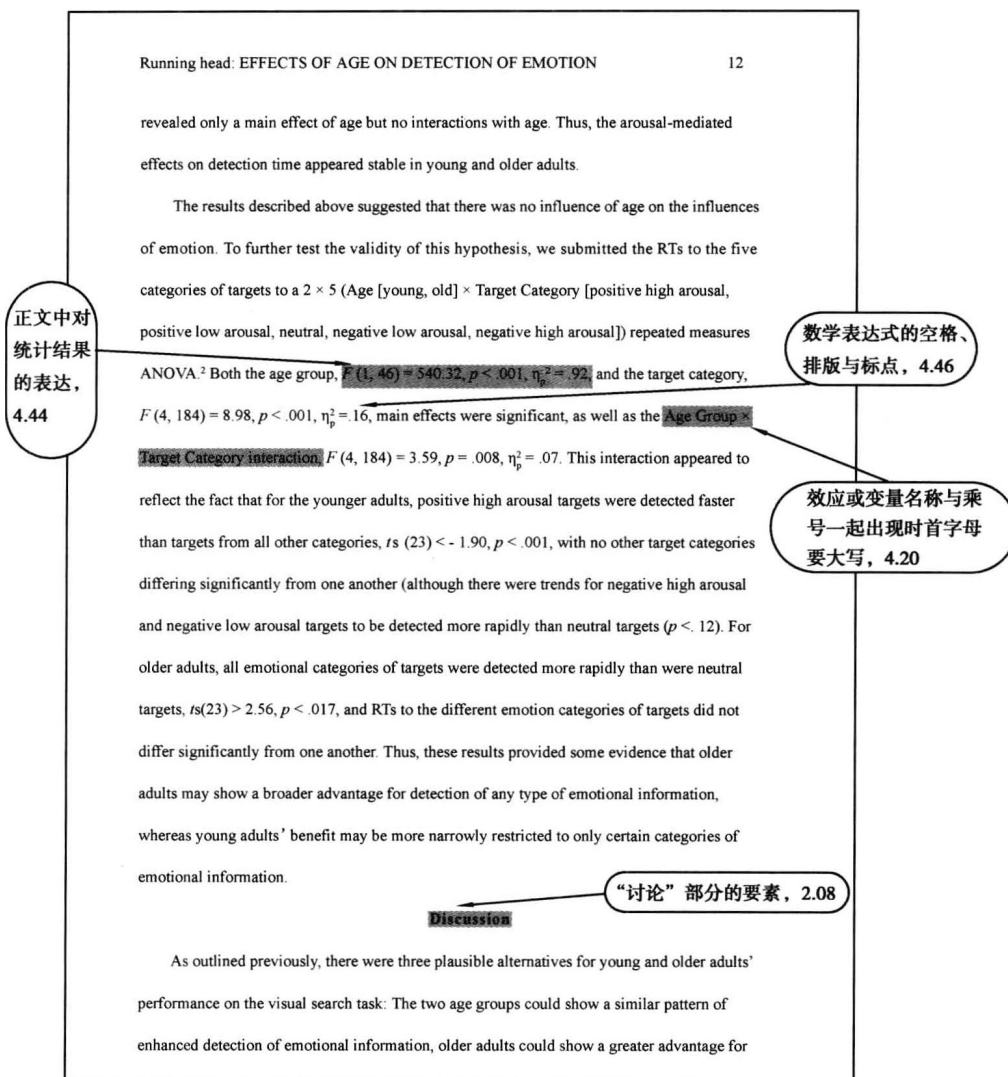 Running head: EFFECTS OF AGE ON DETECTION OF EMOTION 12
revealed only a main effect of age but no interactions with age. Thus, the arousal-mediated
effects on detection time appeared stable in young and older adults.
The results described above suggested that there was no influence of age on the influences
of emotion. To further test the validity of this hypothesis, we submitted the RTs to the five
categories of targets to a 2 × 5 (Age [young, old] × Target Category [positive high arousal,
positive low arousal, neutral, negative low arousal, negative high arousal]) repeated measures
ANOVA.² Both the age group, F (1, 46) = 540.32, p < .001, ηp² = .92, and the target category,
F (4, 184) = 8.98, p < .001, ηp² = .16, main effects were significant, as well as the Age Group ×
Target Category interaction, F (4, 184) = 3.59, p = .008, ηp² = .07. This interaction appeared to
reflect the fact that for the younger adults, positive high arousal targets were detected faster
than targets from all other categories, ts (23) < - 1.90, p < .001, with no other target categories
differing significantly from one another (although there were trends for negative high arousal
and negative low arousal targets to be detected more rapidly than neutral targets (p <. 12). For
older adults, all emotional categories of targets were detected more rapidly than were neutral
targets, ts(23) > 2.56, p < .017, and RTs to the different emotion categories of targets did not
differ significantly from one another. Thus, these results provided some evidence that older
adults may show a broader advantage for detection of any type of emotional information,
whereas young adults' benefit may be more narrowly restricted to only certain categories of
emotional information.
Discussion
As outlined previously, there were three plausible alternatives for young and older adults'
performance on the visual search task: The two age groups could show a similar pattern of
enhanced detection of emotional information, older adults could show a greater advantage for
正文中对
统计结果
的表达，
4.44
数学表达式的空格、
排版与标点，4.46
效应或变量名称与乘
号一起出现时首字母
要大写，4.20
“讨论”部分的要素，2.08